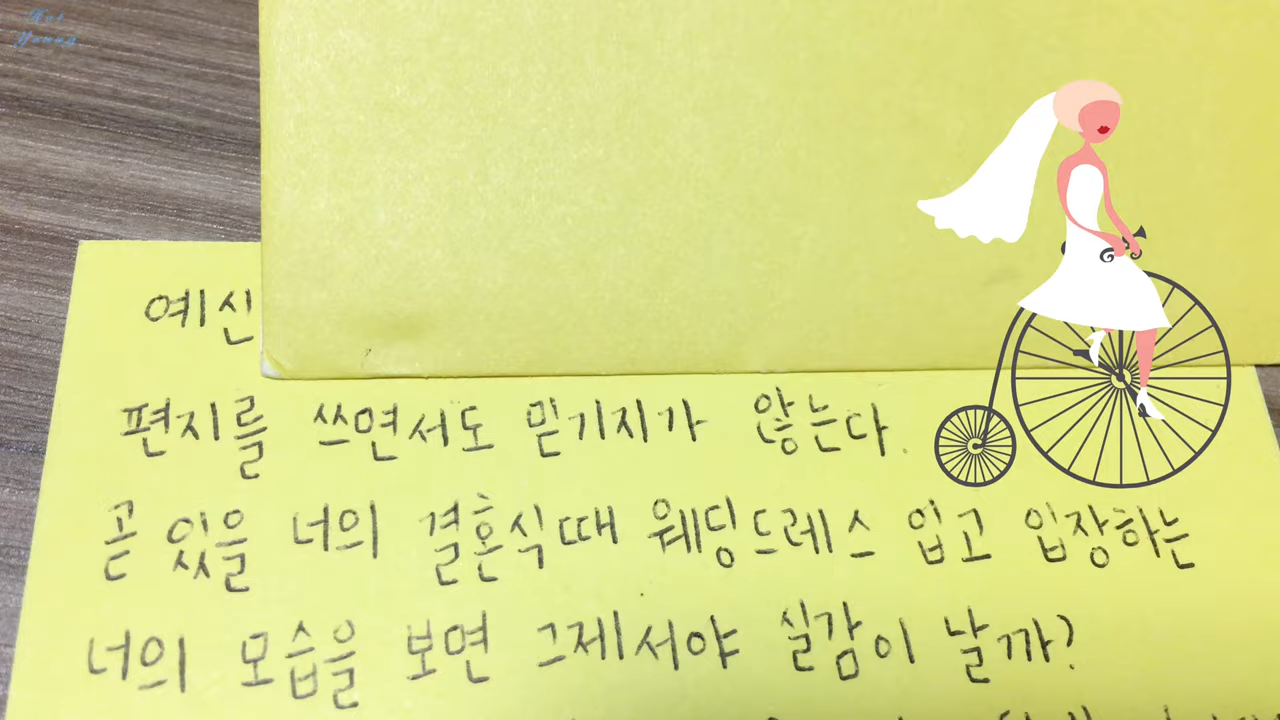 예신
편지를 쓰면서도 믿기지가 않는다.
곧 있을 너의 결혼식때 웨딩드레스 입고 입장하는
너의 모습을 보면 그제서야 실감이 날까?